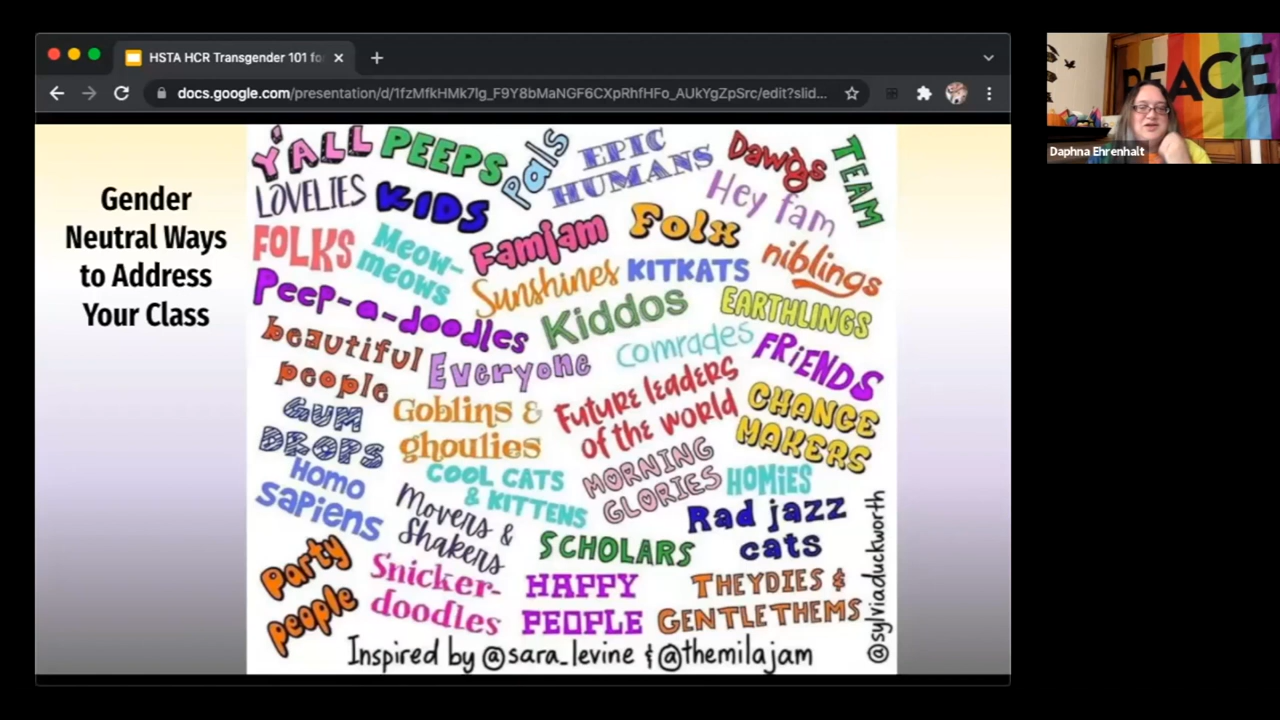 HSTA HCR Transgender 101 fo
docs.google.com/presentation/d/1fzMfkHMk7lg_F9Y8bMaNGF6CXpRhfHFo_AUkYgZpSrc/edit?slid...
PEACE
Daphna Ehrenhalt
Gender
Neutral Ways
to Address
Your Class
Y'ALL PEEPS Pals EPIC HUMANS Dawgs TEAM
LOVELIES KIDS Hey fam
FOLKS Meow-meows Famjam Folx niblings
Sunshines KITKATS
Peep-a-doodles Kiddos EARTHLINGS
beautiful people Everyone comrades FRiENDS
GUM DROPS Goblins & ghoulies Future leaders of the world CHANGE MAKERS
HOMO SAPIENS COOL CATS & KITTENS MORNING GLORIES HOMiES
Movers & Shakers SCHOLARS Rad jazz cats
Party people Snicker-doodles HAPPY PEOPLE THEYDIES & GENTLETHEMS
@sylviaduckworth
Inspired by @sara_levine & @themilajam